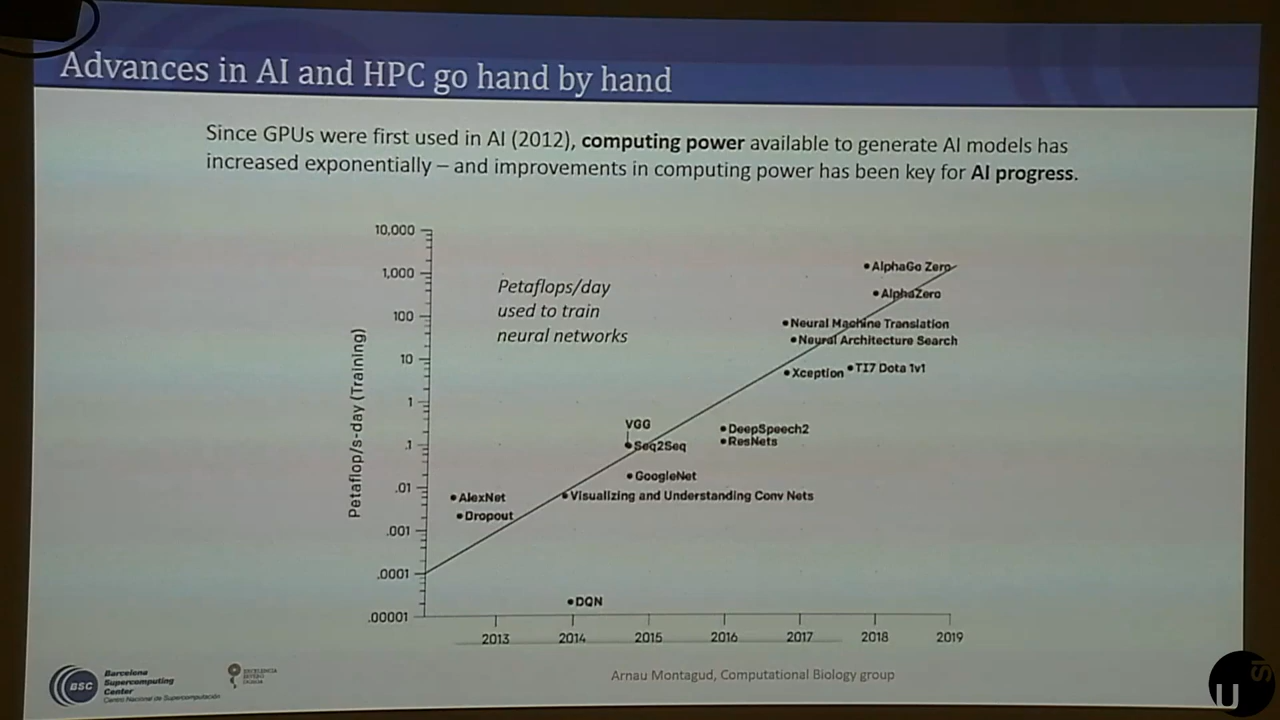 Advances in AI and HPC go hand by hand
Since GPUs were first used in AI (2012), computing power available to generate AI models has
increased exponentially – and improvements in computing power has been key for AI progress.
Petaflops/day
used to train
neural networks
Petaflop/s-day (Training)
10,000
1,000
100
10
1
.1
.01
.001
.0001
.00001
AlphaGo Zero
AlphaZero
Neural Machine Translation
Neural Architecture Search
Xception
TI7 Dota 1v1
VGG
Seq2Seq
DeepSpeech2
ResNets
GoogleNet
AlexNet
Visualizing and Understanding Conv Nets
Dropout
DQN
2013 2014 2015 2016 2017 2018 2019
BSC
Barcelona
Supercomputing
Center
Centro Nacional de Supercomputación
EXCELENCIA
SEVERO
OCHOA
Arnau Montagud, Computational Biology group
U